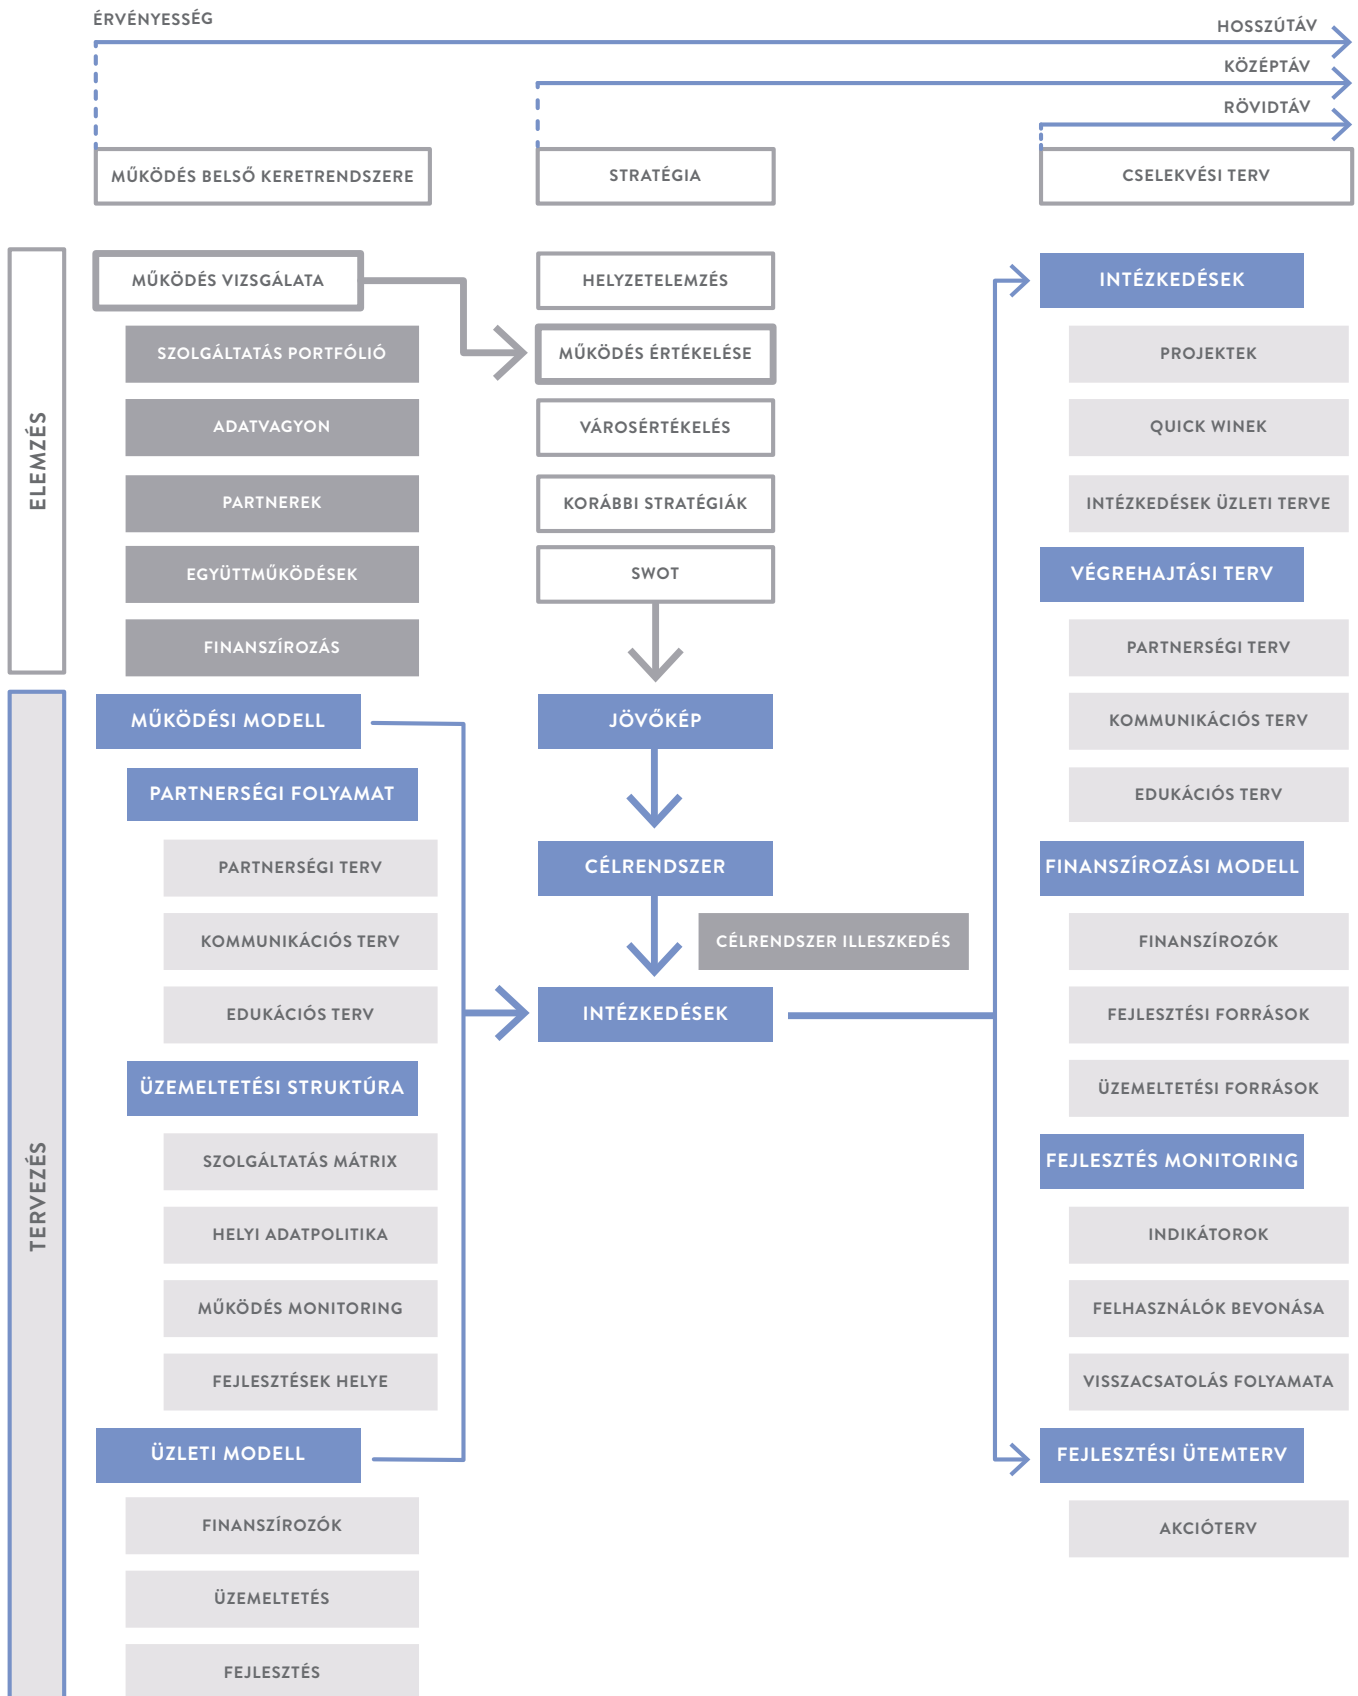 ÉRVÉNYESSÉG
HOSSZÚTÁV
KÖZÉPTÁV
RÖVIDTÁV
MŰKÖDÉS BELSŐ KERETRENDSZERE
STRATÉGIA
CSELEKVÉSI TERV
ELEMZÉS
MŰKÖDÉS VIZSGÁLATA
SZOLGÁLTATÁS PORTFÓLIÓ
ADATVAGYON
PARTNEREK
EGYÜTTMŰKÖDÉSEK
FINANSZÍROZÁS
TERVEZÉS
MŰKÖDÉSI MODELL
PARTNERSÉGI FOLYAMAT
PARTNERSÉGI TERV
KOMMUNIKÁCIÓS TERV
EDUKÁCIÓS TERV
ÜZEMELTETÉSI STRUKTÚRA
SZOLGÁLTATÁS MÁTRIX
HELYI ADATPOLITIKA
MŰKÖDÉS MONITORING
FEJLESZTÉSEK HELYE
ÜZLETI MODELL
FINANSZÍROZÓK
ÜZEMELTETÉS
FEJLESZTÉS
HELYZETELEMZÉS
MŰKÖDÉS ÉRTÉKELÉSE
VÁROSÉRTÉKELÉS
KORÁBBI STRATÉGIÁK
SWOT
JÖVŐKÉP
CÉLRENDSZER
CÉLRENDSZER ILLESZKEDÉS
INTÉZKEDÉSEK
INTÉZKEDÉSEK
PROJEKTEK
QUICK WINEK
INTÉZKEDÉSEK ÜZLETI TERVE
VÉGREHAJTÁSI TERV
PARTNERSÉGI TERV
KOMMUNIKÁCIÓS TERV
EDUKÁCIÓS TERV
FINANSZÍROZÁSI MODELL
FINANSZÍROZÓK
FEJLESZTÉSI FORRÁSOK
ÜZEMELTETÉSI FORRÁSOK
FEJLESZTÉS MONITORING
INDIKÁTOROK
FELHASZNÁLÓK BEVONÁSA
VISSZACSATOLÁS FOLYAMATA
FEJLESZTÉSI ÜTEMTERV
AKCIÓTERV